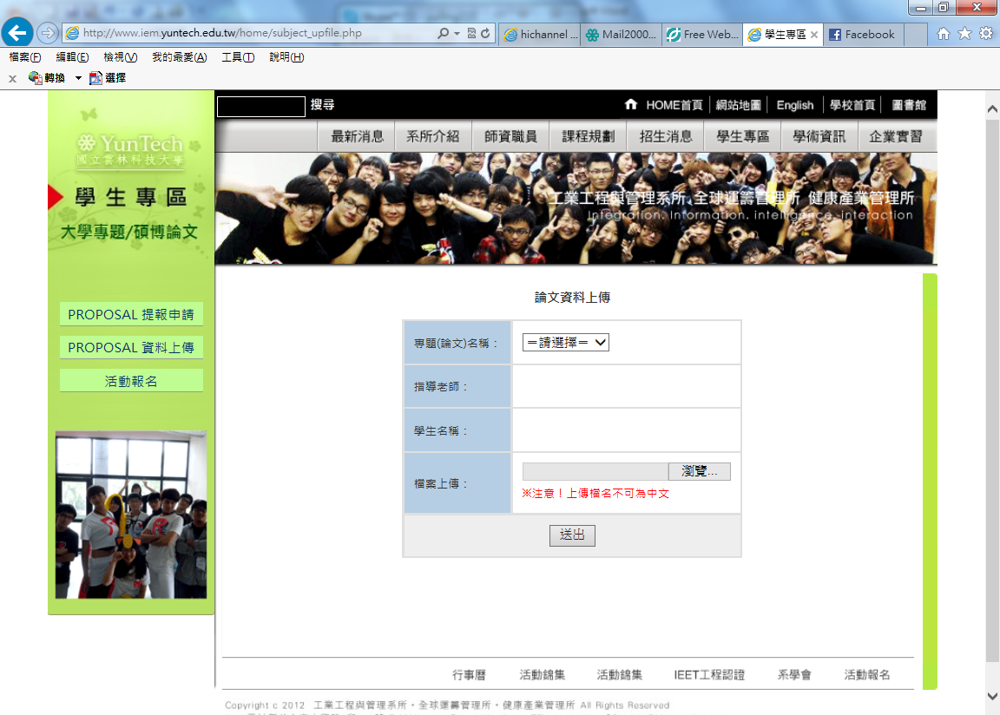 http://www.iem.yuntech.edu.tw/home/subject_upfile.php
hichannel ...
Mail2000...
Free Web...
學生專區
Facebook
檔案(F) 編輯(E) 檢視(V) 我的最愛(A) 工具(T) 說明(H)
x 轉換 選擇
搜尋
HOME首頁 網站地圖 English 學校首頁 圖書館
最新消息 系所介紹 師資職員 課程規劃 招生消息 學生專區 學術資訊 企業實習
YunTech
國立雲林科技大學
學生專區
大學專題/碩博論文
工業工程與管理系所 全球運籌管理所 健康產業管理所
Integration. Information. intelligence. interaction
PROPOSAL 提報申請
PROPOSAL 資料上傳
活動報名
論文資料上傳
專題(論文)名稱：
＝請選擇＝
指導老師：
學生名稱：
檔案上傳：
瀏覽...
※注意！上傳檔名不可為中文
送出
行事曆 活動錦集 活動錦集 IEET工程認證 系學會 活動報名
Copyright c 2012 工業工程與管理系所・全球運籌管理所・健康產業管理所 All Rights Reserved